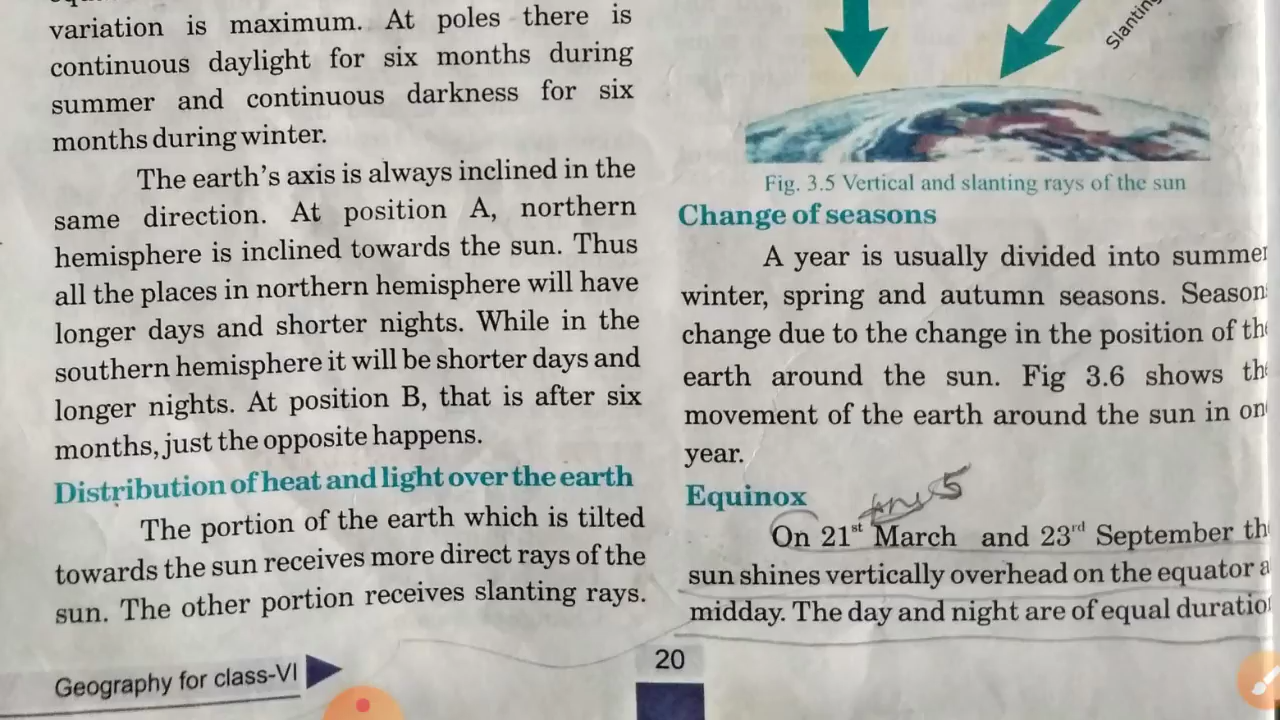 variation is maximum. At poles there is
continuous daylight for six months during
summer and continuous darkness for six
months during winter.
The earth's axis is always inclined in the
same direction. At position A, northern
hemisphere is inclined towards the sun. Thus
all the places in northern hemisphere will have
longer days and shorter nights. While in the
southern hemisphere it will be shorter days and
longer nights. At position B, that is after six
months, just the opposite happens.
Distribution of heat and light over the earth
The portion of the earth which is tilted
towards the sun receives more direct rays of the
sun. The other portion receives slanting rays.
Geography for class-VI
20
Slantin
Fig. 3.5 Vertical and slanting rays of the sun
Change of seasons
A year is usually divided into summer
winter, spring and autumn seasons. Season
change due to the change in the position of th
earth around the sun. Fig 3.6 shows th
movement of the earth around the sun in on
year.
Equinox
Ans 5
On 21st March and 23rd September th
sun shines vertically overhead on the equator a
midday. The day and night are of equal duratio